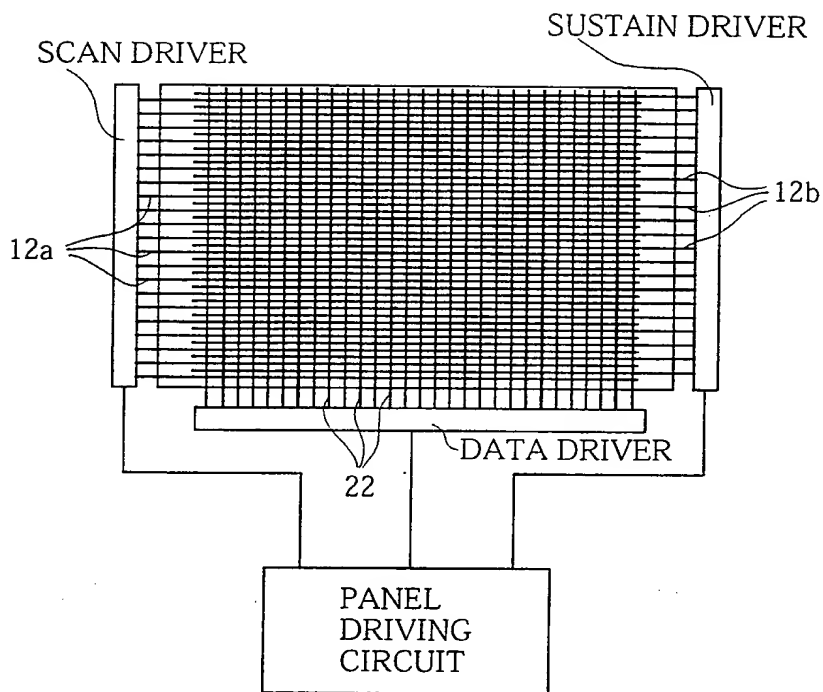 SUSTAIN DRIVER
SCAN DRIVER
12b
12a
DATA DRIVER
22
PANEL
DRIVING
CIRCUIT